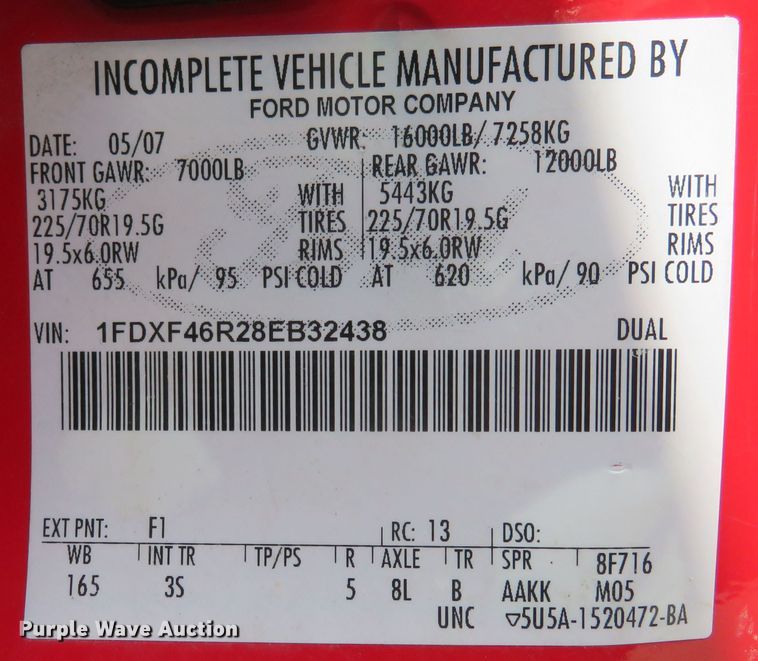 INCOMPLETE VEHICLE MANUFACTURED BY
FORD MOTOR COMPANY
DATE: 05/07 GVWR: 16000LB/ 7258KG
FRONT GAWR: 7000LB REAR GAWR: 12000LB
3175KG WITH 5443KG WITH
225/70R19.5G TIRES 225/70R19.5G TIRES
19.5x6.0RW RIMS 19.5x6.0RW RIMS
AT 655 kPa/ 95 PSI COLD AT 620 kPa/ 90 PSI COLD
VIN: 1FDXF46R28EB32438 DUAL
EXT PNT: F1 RC: 13 DSO:
WB INT TR TP/PS R AXLE TR SPR 8F716
165 3S 5 8L B AAKK M05
UNC 5U5A-1520472-BA
Purple Wave Auction